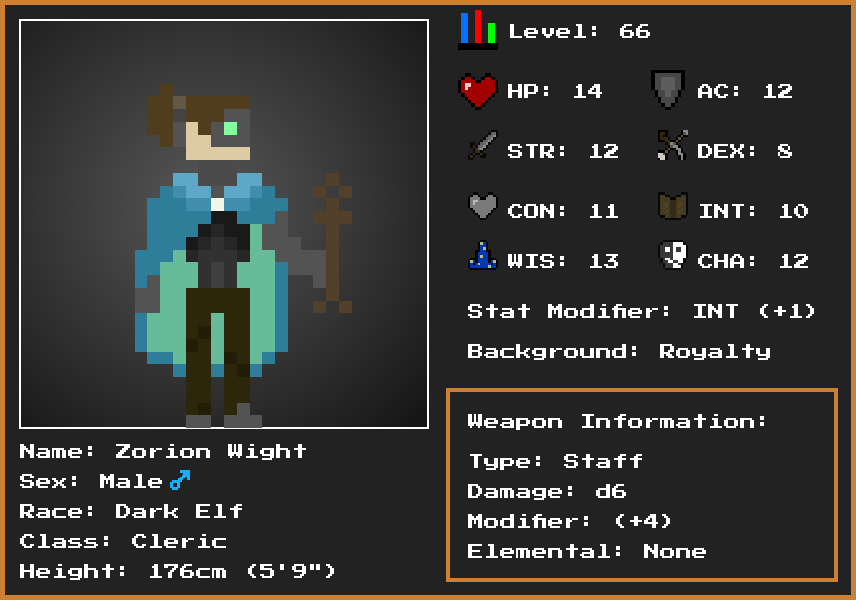 Level: 66
HP: 14 AC: 12
STR: 12 DEX: 8
CON: 11 INT: 10
WIS: 13 CHA: 12
Stat Modifier: INT (+1)
Background: Royalty
Weapon Information:
Type: Staff
Damage: d6
Modifier: (+4)
Elemental: None
Name: Zorion Wight
Sex: Male♂
Race: Dark Elf
Class: Cleric
Height: 176cm (5'9")